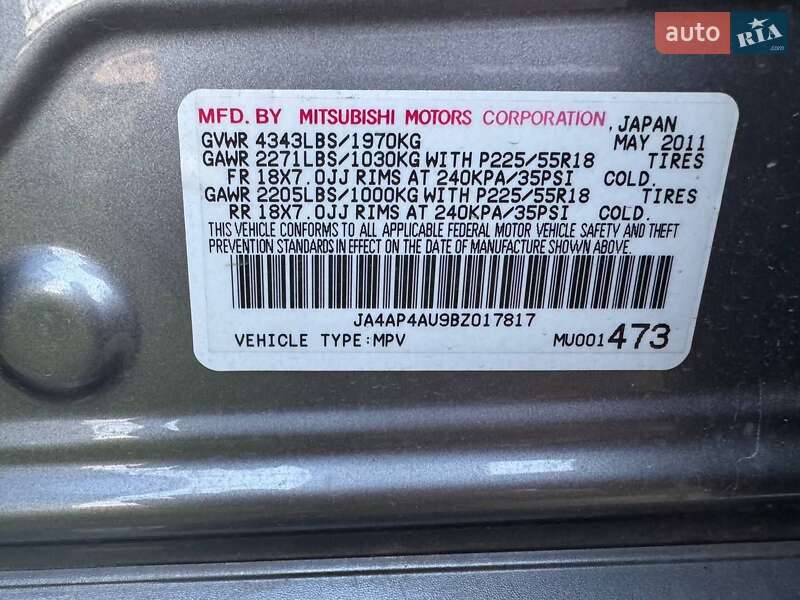 auto RIA.com
MFD. BY MITSUBISHI MOTORS CORPORATION, JAPAN
GVWR 4343LBS/1970KG MAY 2011
GAWR 2271LBS/1030KG WITH P225/55R18 TIRES
FR 18X7.0JJ RIMS AT 240KPA/35PSI COLD.
GAWR 2205LBS/1000KG WITH P225/55R18 TIRES
RR 18X7.0JJ RIMS AT 240KPA/35PSI COLD.
THIS VEHICLE CONFORMS TO ALL APPLICABLE FEDERAL MOTOR VEHICLE SAFETY AND THEFT
PREVENTION STANDARDS IN EFFECT ON THE DATE OF MANUFACTURE SHOWN ABOVE.
JA4AP4AU9BZ017817
VEHICLE TYPE:MPV MU001473